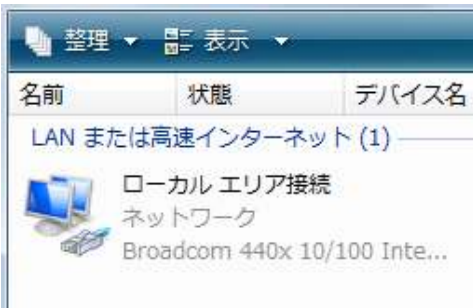 整理 表示
名前 状態 デバイス名
LAN または高速インターネット (1)
ローカル エリア接続
ネットワーク
Broadcom 440x 10/100 Inte...